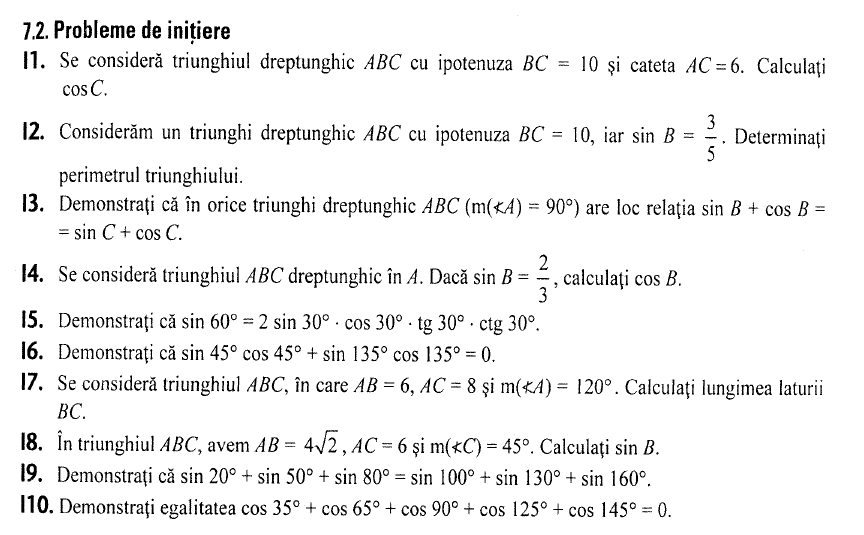 7.2. Probleme de inițiere
I1. Se consideră triunghiul dreptunghic ABC cu ipotenuza BC = 10 și cateta AC = 6. Calculați
cos C.
I2. Considerăm un triunghi dreptunghic ABC cu ipotenuza BC = 10, iar sin B = 3/5. Determinați
perimetrul triunghiului.
I3. Demonstrați că în orice triunghi dreptunghic ABC (m(∢A) = 90°) are loc relația sin B + cos B =
= sin C + cos C.
I4. Se consideră triunghiul ABC dreptunghic în A. Dacă sin B = 2/3, calculați cos B.
I5. Demonstrați că sin 60° = 2 sin 30° · cos 30° · tg 30° · ctg 30°.
I6. Demonstrați că sin 45° cos 45° + sin 135° cos 135° = 0.
I7. Se consideră triunghiul ABC, în care AB = 6, AC = 8 și m(∢A) = 120°. Calculați lungimea laturii
BC.
I8. În triunghiul ABC, avem AB = 4√2, AC = 6 și m(∢C) = 45°. Calculați sin B.
I9. Demonstrați că sin 20° + sin 50° + sin 80° = sin 100° + sin 130° + sin 160°.
I10. Demonstrați egalitatea cos 35° + cos 65° + cos 90° + cos 125° + cos 145° = 0.